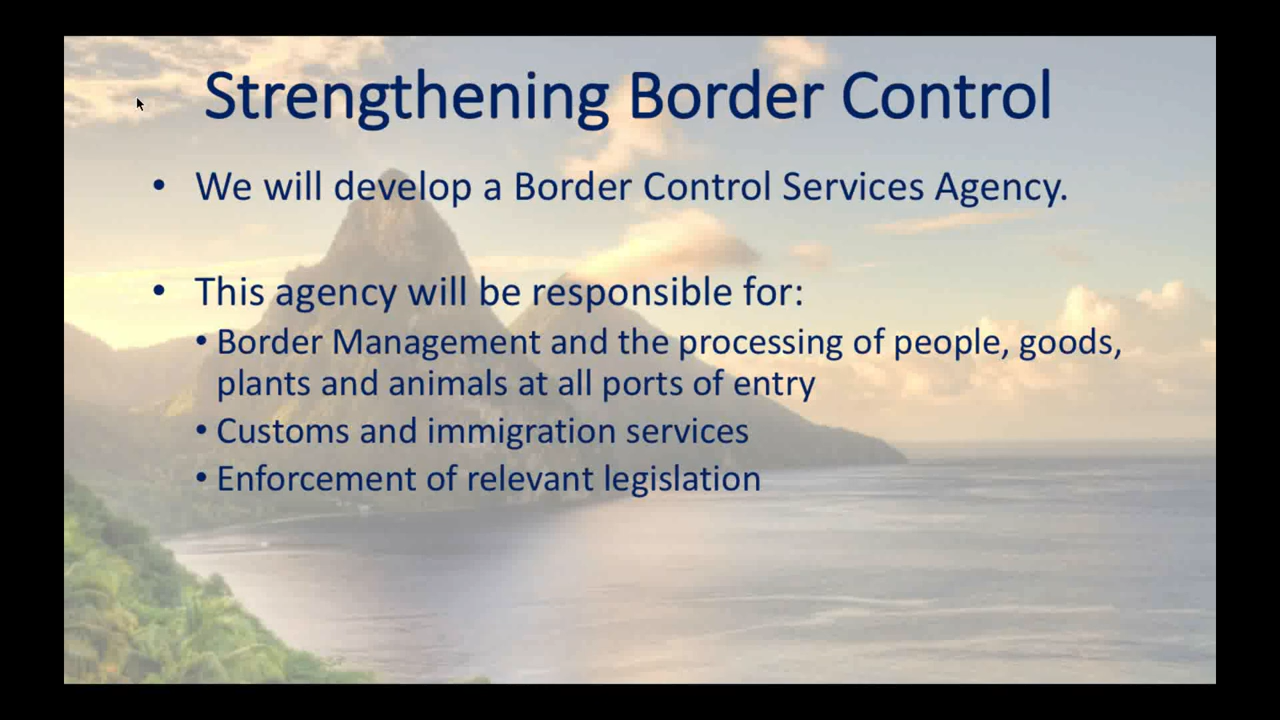 Strengthening Border Control
• We will develop a Border Control Services Agency.
• This agency will be responsible for:
• Border Management and the processing of people, goods,
plants and animals at all ports of entry
• Customs and immigration services
• Enforcement of relevant legislation